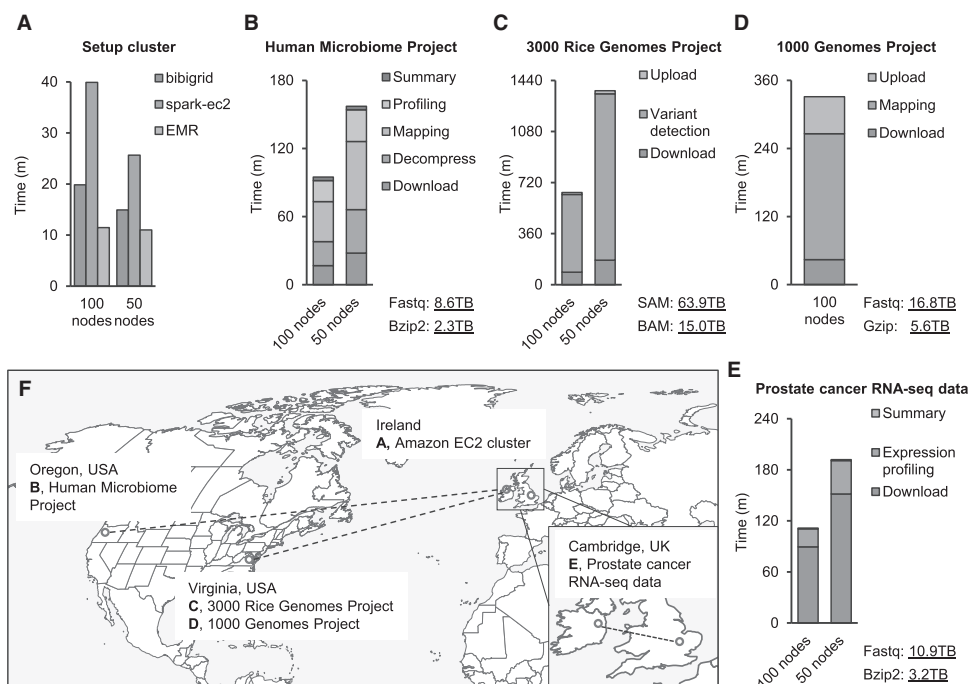 A
Setup cluster
Time (m)
40
30
20
10
0
bibigrid
spark-ec2
EMR
100 50
nodes nodes
B
Human Microbiome Project
Time (m)
180
120
60
0
Summary
Profiling
Mapping
Decompress
Download
100 nodes
50 nodes
Fastq: 8.6TB
Bzip2: 2.3TB
C
3000 Rice Genomes Project
Time (m)
1440
1080
720
360
0
Upload
Variant
detection
Download
100 nodes
50 nodes
SAM: 63.9TB
BAM: 15.0TB
D
1000 Genomes Project
Time (m)
360
240
120
0
Upload
Mapping
Download
100
nodes
Fastq: 16.8TB
Gzip: 5.6TB
F
Ireland
A, Amazon EC2 cluster
Oregon, USA
B, Human Microbiome
Project
Virginia, USA
C, 3000 Rice Genomes Project
D, 1000 Genomes Project
Cambridge, UK
E, Prostate cancer
RNA-seq data
E
Prostate cancer RNA-seq data
Time (m)
240
180
120
60
0
Summary
Expression
profiling
Download
100 nodes
50 nodes
Fastq: 10.9TB
Bzip2: 3.2TB